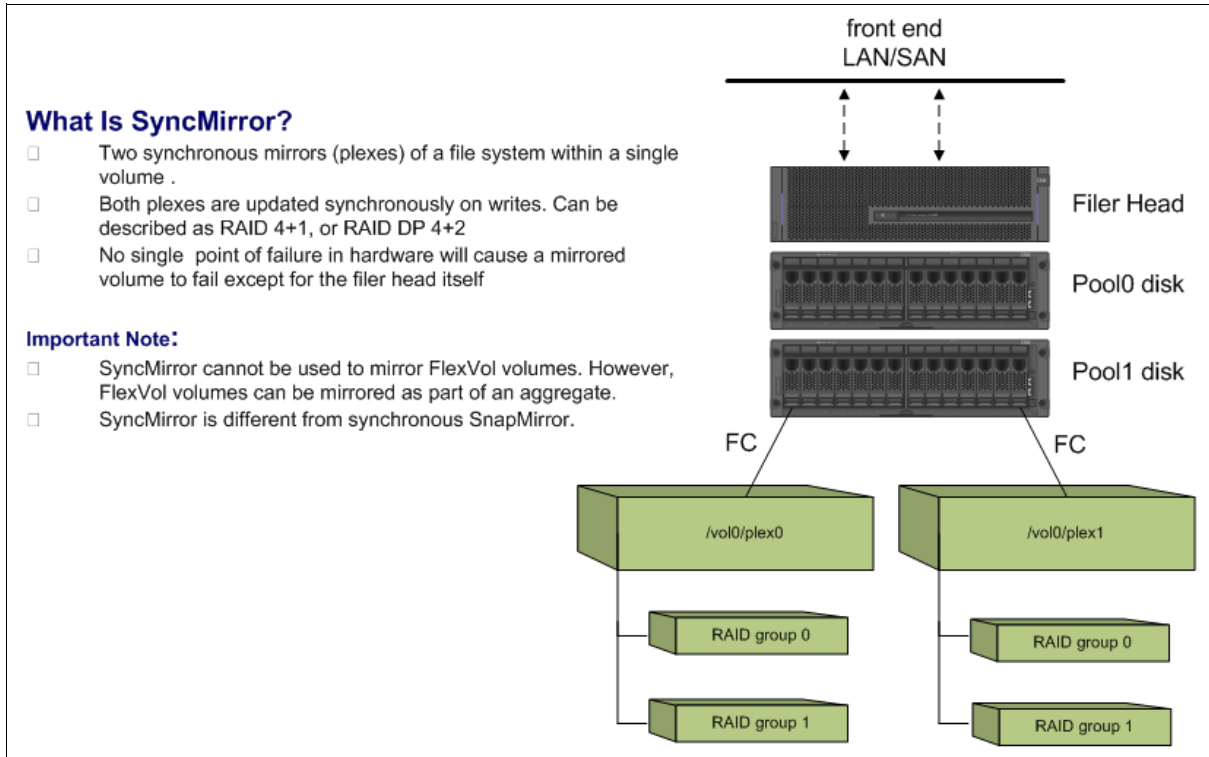 front end
LAN/SAN
What Is SyncMirror?
Two synchronous mirrors (plexes) of a file system within a single
volume .
Both plexes are updated synchronously on writes. Can be
described as RAID 4+1, or RAID DP 4+2
No single point of failure in hardware will cause a mirrored
volume to fail except for the filer head itself
Important Note:
SyncMirror cannot be used to mirror FlexVol volumes. However,
FlexVol volumes can be mirrored as part of an aggregate.
SyncMirror is different from synchronous SnapMirror.
Filer Head
Pool0 disk
Pool1 disk
FC
FC
/vol0/plex0
/vol0/plex1
RAID group 0
RAID group 0
RAID group 1
RAID group 1